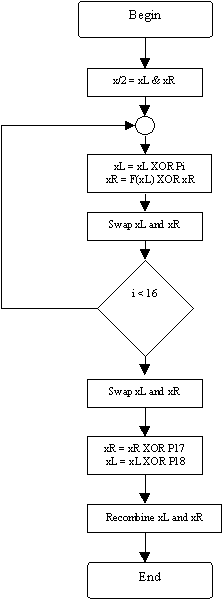 Begin
x/2 = xL & xR
xL = xL XOR Pi
xR = F(xL) XOR xR
Swap xL and xR
i < 16
Swap xL and xR
xR = xR XOR P17
xL = xL XOR P18
Recombine xL and xR
End